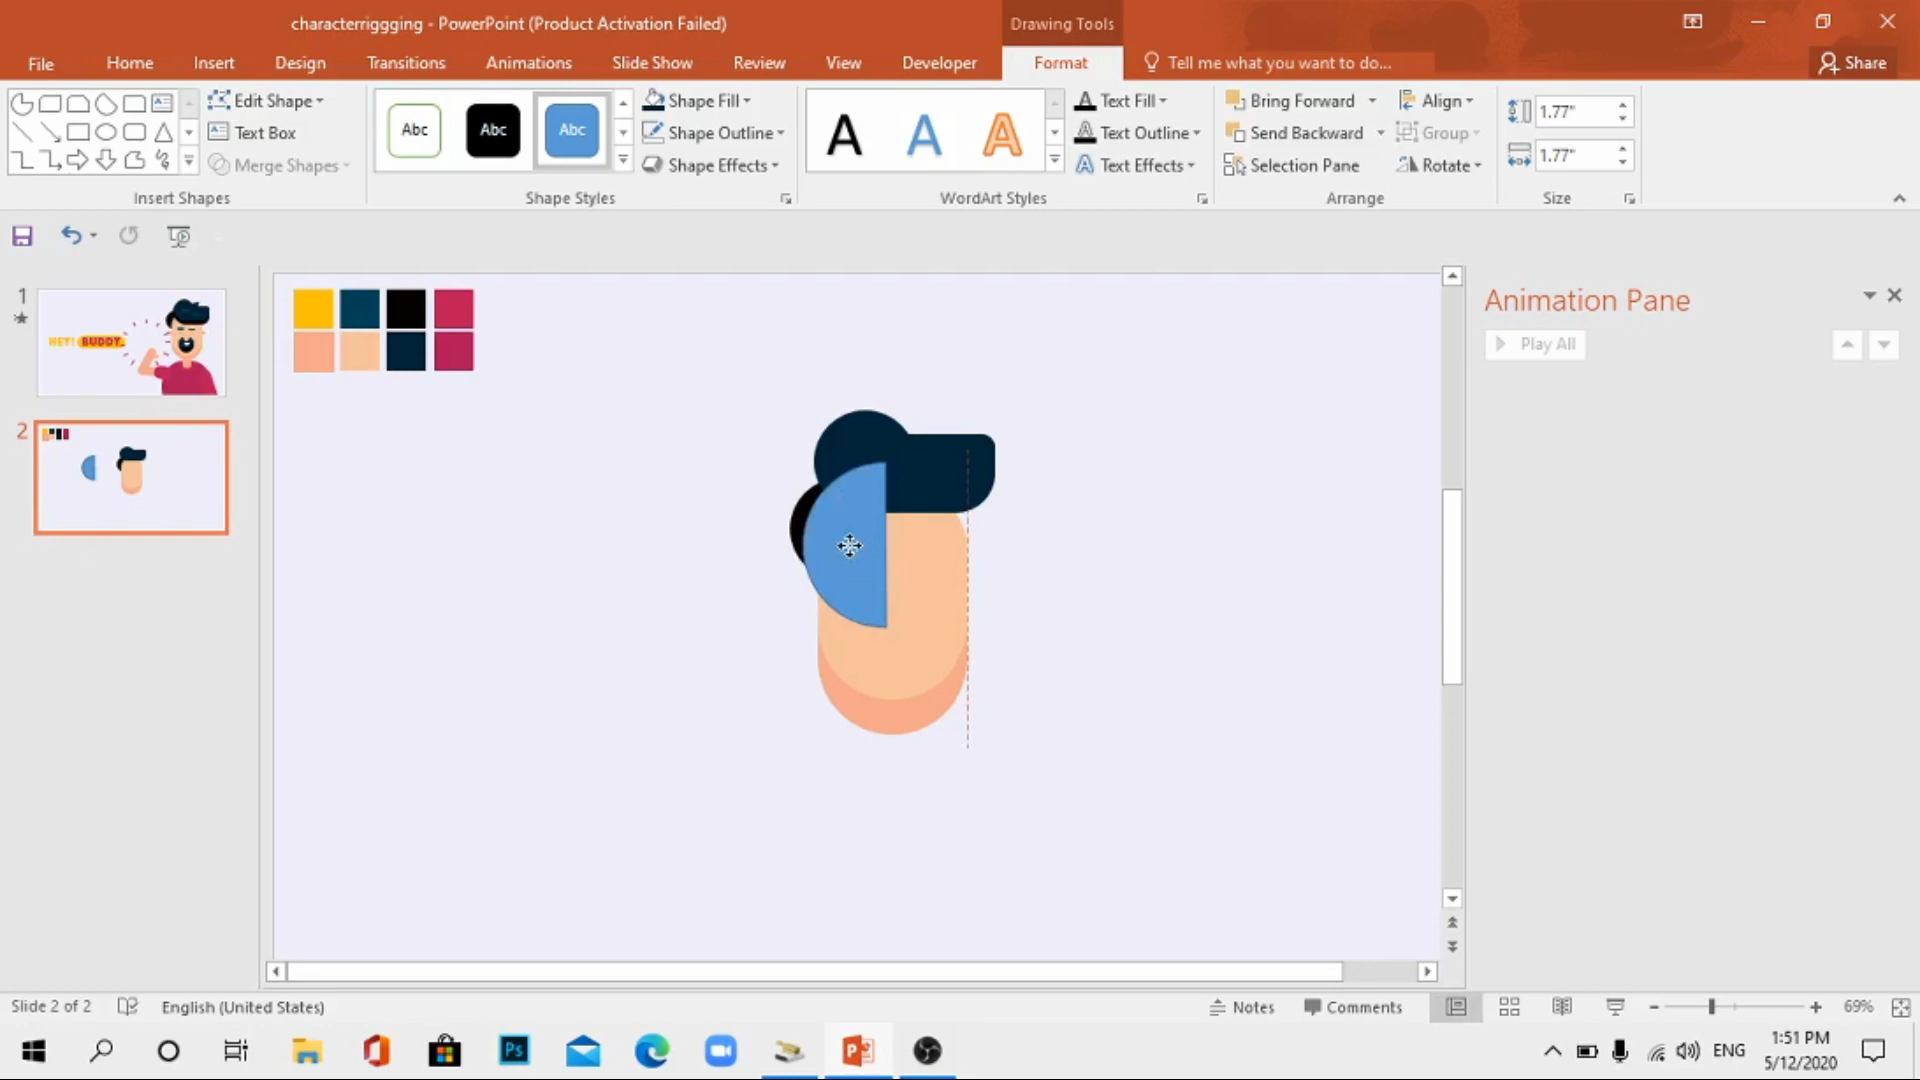 characterriggging - PowerPoint (Product Activation Failed)
Drawing Tools
File
Home
Insert
Design
Transitions
Animations
Slide Show
Review
View
Developer
Format
Tell me what you want to do...
Share
Edit Shape
Text Box
Merge Shapes
Insert Shapes
Abc
Abc
Abc
Shape Fill
Shape Outline
Shape Effects
Shape Styles
A
A
A
Text Fill
Text Outline
Text Effects
WordArt Styles
Bring Forward
Send Backward
Selection Pane
Align
Group
Rotate
Arrange
1.77"
1.77"
Size
1
HEY! BUDDY
2
Animation Pane
Play All
Slide 2 of 2
English (United States)
Notes
Comments
69%
Ps
ENG
1:51 PM
5/12/2020